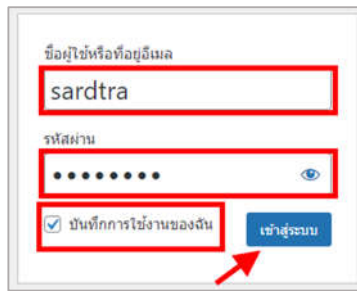 ชื่อผู้ใช้หรือที่อยู่อีเมล
sardtra
รหัสผ่าน
••••••••
บันทึกการใช้งานของฉัน
เข้าสู่ระบบ